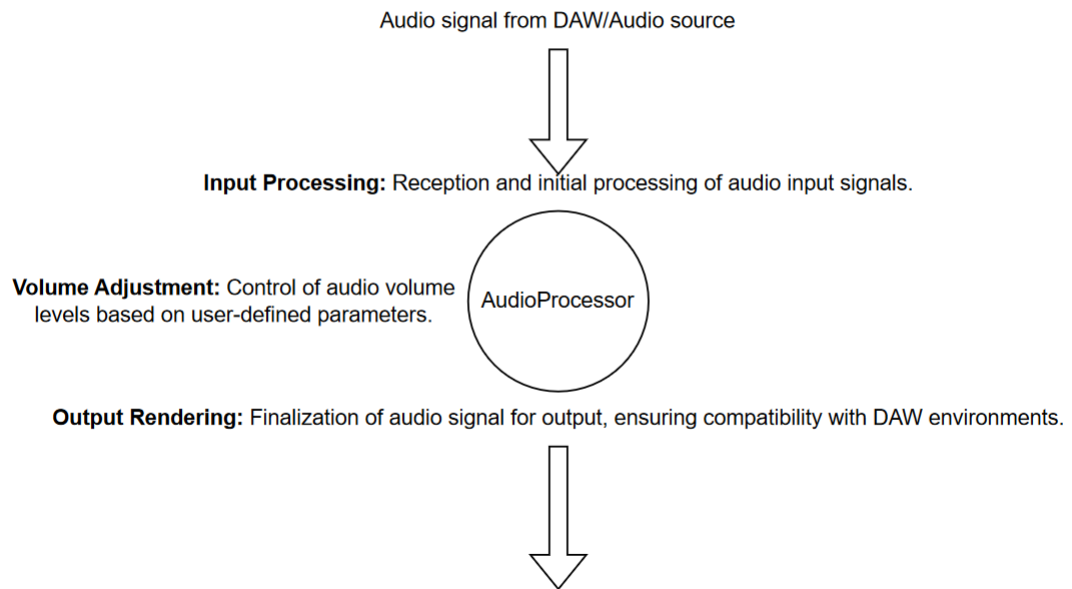 Audio signal from DAW/Audio source
Input Processing: Reception and initial processing of audio input signals.
Volume Adjustment: Control of audio volume
levels based on user-defined parameters.
AudioProcessor
Output Rendering: Finalization of audio signal for output, ensuring compatibility with DAW environments.